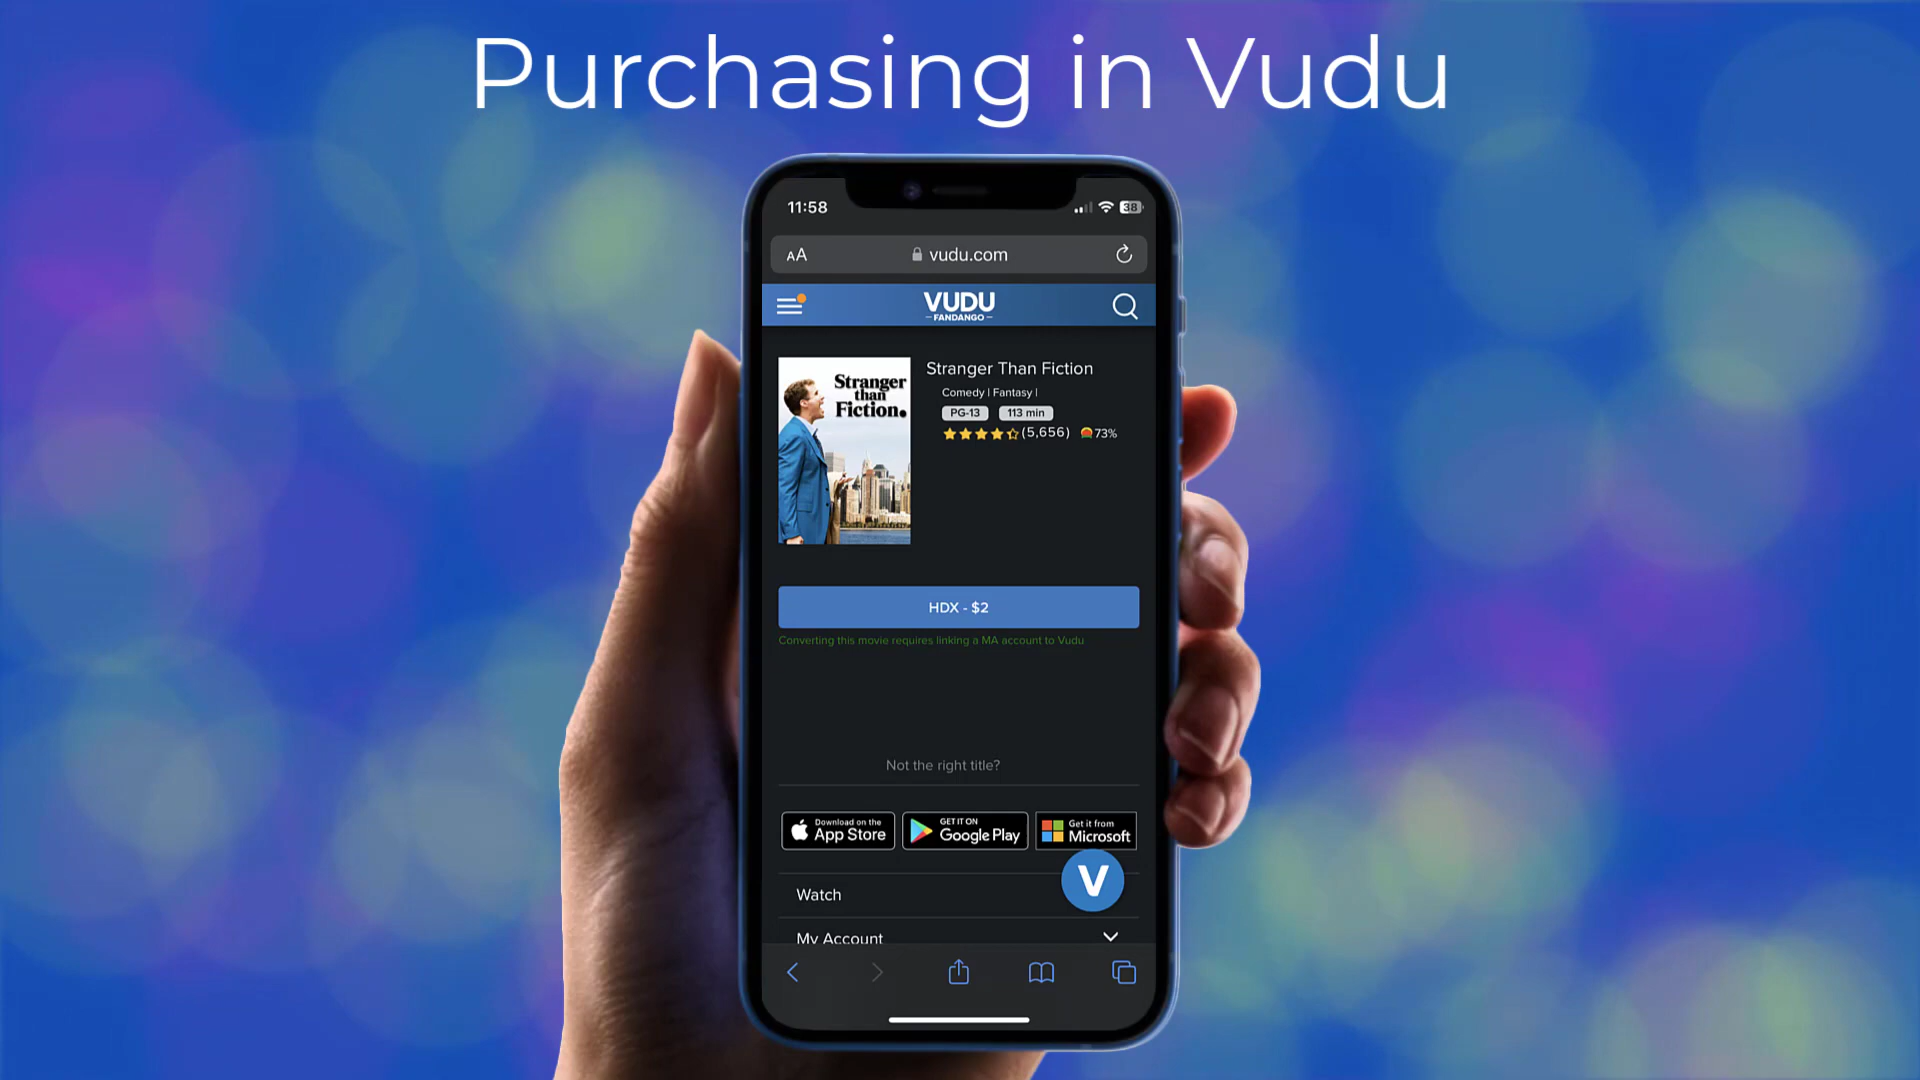 Purchasing in Vudu
11:58
38
AA
vudu.com
VUDU
FANDANGO
Stranger
than
Fiction.
Stranger Than Fiction
Comedy | Fantasy |
PG-13 113 min
(5,656) 73%
HDX - $2
Converting this movie requires linking a MA account to Vudu
Not the right title?
Download on the
App Store
GET IT ON
Google Play
Get it from
Microsoft
V
Watch
My Account